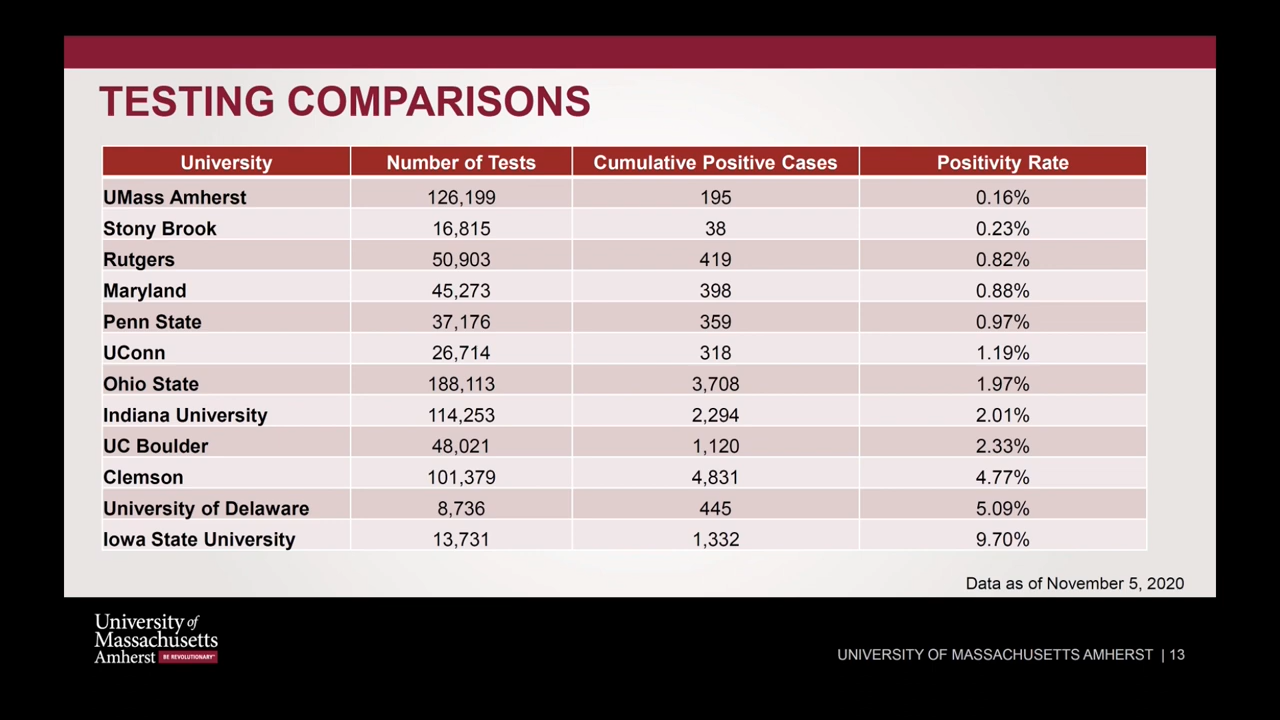 TESTING COMPARISONS
University Number of Tests Cumulative Positive Cases Positivity Rate
UMass Amherst 126,199 195 0.16%
Stony Brook 16,815 38 0.23%
Rutgers 50,903 419 0.82%
Maryland 45,273 398 0.88%
Penn State 37,176 359 0.97%
UConn 26,714 318 1.19%
Ohio State 188,113 3,708 1.97%
Indiana University 114,253 2,294 2.01%
UC Boulder 48,021 1,120 2.33%
Clemson 101,379 4,831 4.77%
University of Delaware 8,736 445 5.09%
Iowa State University 13,731 1,332 9.70%
Data as of November 5, 2020
University of
Massachusetts
Amherst BE REVOLUTIONARY™
UNIVERSITY OF MASSACHUSETTS AMHERST | 13